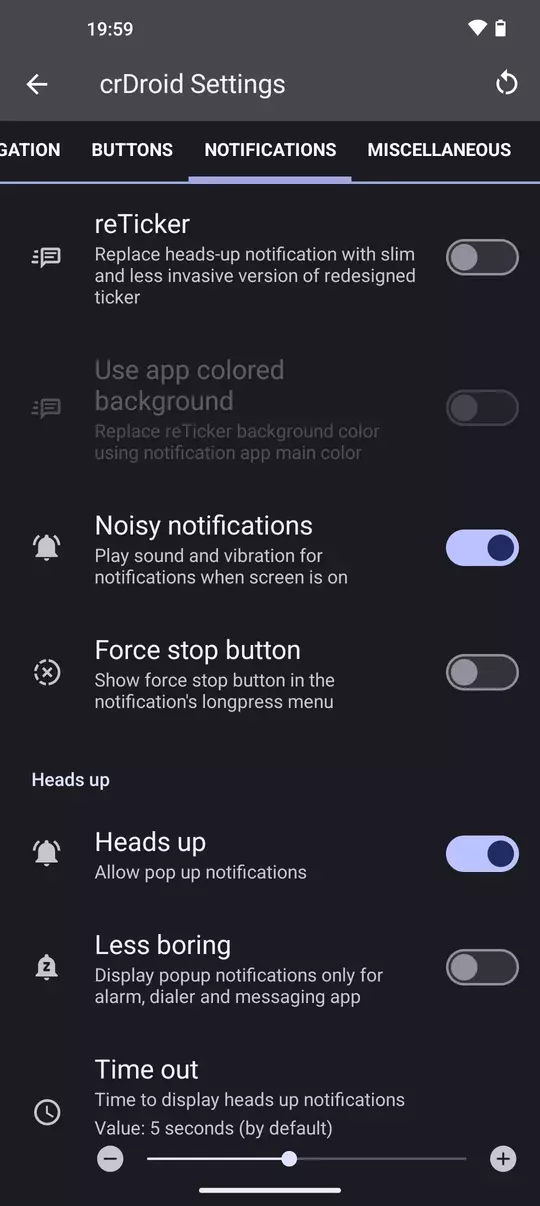 19:59
crDroid Settings
GATION BUTTONS NOTIFICATIONS MISCELLANEOUS
reTicker
Replace heads-up notification with slim
and less invasive version of redesigned
ticker
Use app colored
background
Replace reTicker background color
using notification app main color
Noisy notifications
Play sound and vibration for
notifications when screen is on
Force stop button
Show force stop button in the
notification's longpress menu
Heads up
Heads up
Allow pop up notifications
Less boring
Display popup notifications only for
alarm, dialer and messaging app
Time out
Time to display heads up notifications
Value: 5 seconds (by default)